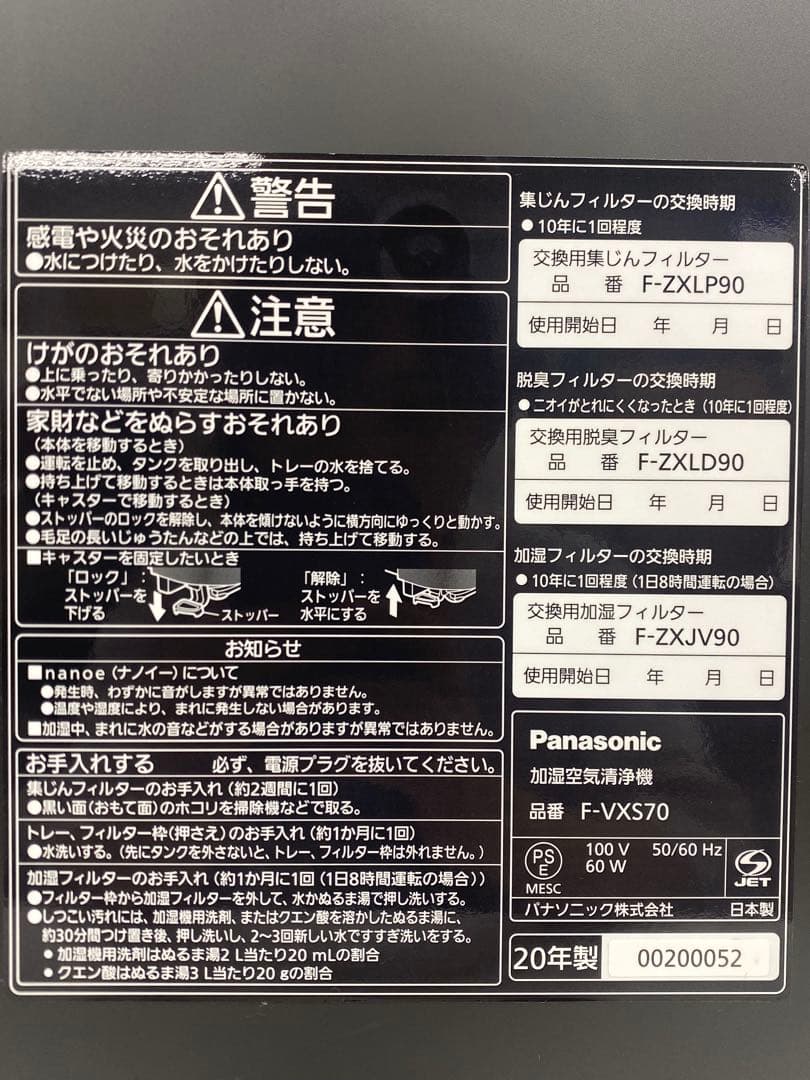 警告
感電や火災のおそれあり
●水につけたり、水をかけたりしない。
注意
けがのおそれあり
●上に乗ったり、寄りかかったりしない。
●水平でない場所や不安定な場所に置かない。
家財などをぬらすおそれあり
(本体を移動するとき)
●運転を止め、タンクを取り出し、トレーの水を捨てる。
●持ち上げて移動するときは本体取っ手を持つ。
(キャスターで移動するとき)
●ストッパーのロックを解除し、本体を傾けないように横方向にゆっくりと動かす。
●毛足の長いじゅうたんなどの上では、持ち上げて移動する。
■キャスターを固定したいとき
「ロック」:
ストッパーを
下げる
ストッパー
「解除」:
ストッパーを
水平にする
お知らせ
■nanoe(ナノイー)について
●発生時、わずかに音がしますが異常ではありません。
●温度や湿度により、まれに発生しない場合があります。
■加湿中、まれに水の音などがする場合がありますが異常ではありません。
お手入れする 必ず、電源プラグを抜いてください。
集じんフィルターのお手入れ(約2週間に1回)
●黒い面(おもて面)のホコリを掃除機などで取る。
トレー、フィルター枠(押さえ)のお手入れ(約1か月に1回)
●水洗いする。(先にタンクを外さないと、トレー、フィルター枠は外れません。)
加湿フィルターのお手入れ(約1か月に1回(1日8時間運転の場合))
●フィルター枠から加湿フィルターを外して、水かぬるま湯で押し洗いする。
●しつこい汚れには、加湿機用洗剤、またはクエン酸を溶かしたぬるま湯に、
約30分間つけ置き後、押し洗いし、2~3回新しい水ですすぎ洗いをする。
• 加湿機用洗剤はぬるま湯2 L当たり20 mLの割合
• クエン酸はぬるま湯3 L当たり20 gの割合
集じんフィルターの交換時期
●10年に1回程度
交換用集じんフィルター
品 番 F-ZXLP90
使用開始日 年 月 日
脱臭フィルターの交換時期
●ニオイがとれにくくなったとき(10年に1回程度)
交換用脱臭フィルター
品 番 F-ZXLD90
使用開始日 年 月 日
加湿フィルターの交換時期
●10年に1回程度(1日8時間運転の場合)
交換用加湿フィルター
品 番 F-ZXJV90
使用開始日 年 月 日
Panasonic
加湿空気清浄機
品番 F-VXS70
PSE
MESC
100 V 50/60 Hz
60 W
JET
パナソニック株式会社 日本製
20年製 00200052